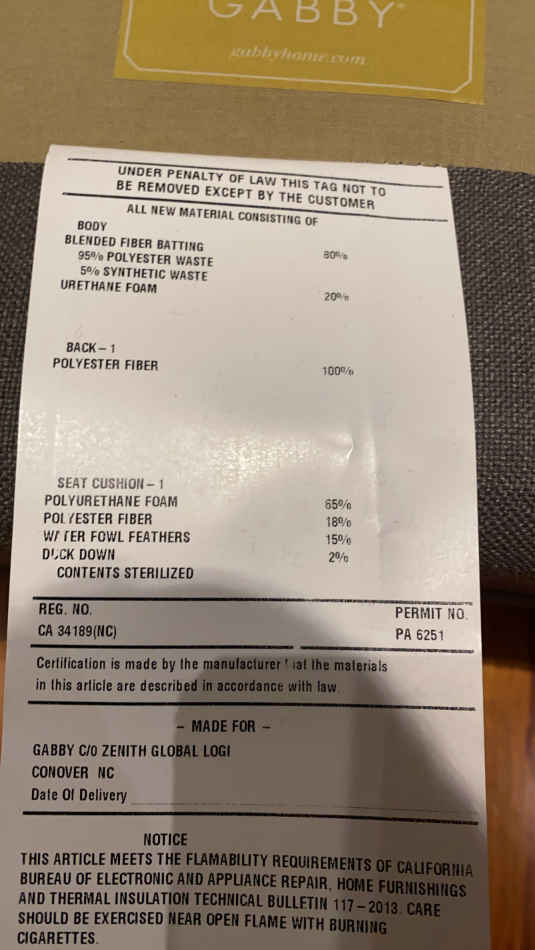 GABBY
gabbyhome.com
UNDER PENALTY OF LAW THIS TAG NOT TO
BE REMOVED EXCEPT BY THE CUSTOMER
ALL NEW MATERIAL CONSISTING OF
BODY
BLENDED FIBER BATTING 80%
95% POLYESTER WASTE
5% SYNTHETIC WASTE
URETHANE FOAM 20%
BACK – 1
POLYESTER FIBER 100%
SEAT CUSHION – 1
POLYURETHANE FOAM 65%
POLYESTER FIBER 18%
WATER FOWL FEATHERS 15%
DUCK DOWN 2%
CONTENTS STERILIZED
REG. NO. PERMIT NO.
CA 34189(NC) PA 6251
Certification is made by the manufacturer that the materials
in this article are described in accordance with law.
– MADE FOR –
GABBY C/0 ZENITH GLOBAL LOGI
CONOVER NC
Date Of Delivery
NOTICE
THIS ARTICLE MEETS THE FLAMABILITY REQUIREMENTS OF CALIFORNIA
BUREAU OF ELECTRONIC AND APPLIANCE REPAIR, HOME FURNISHINGS
AND THERMAL INSULATION TECHNICAL BULLETIN 117 – 2013. CARE
SHOULD BE EXERCISED NEAR OPEN FLAME WITH BURNING
CIGARETTES.